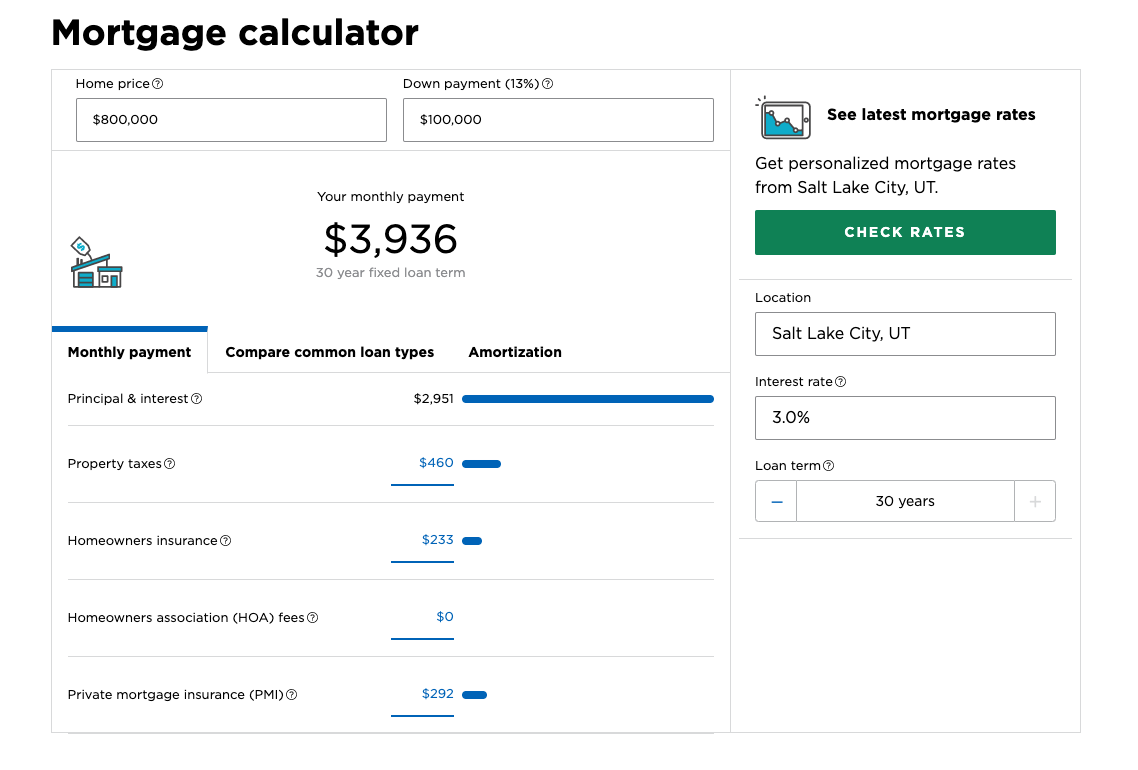 Mortgage calculator
Home price
Down payment (13%)
$800,000
$100,000
Your monthly payment
$3,936
30 year fixed loan term
Monthly payment
Compare common loan types
Amortization
Principal & interest
$2,951
Property taxes
$460
Homeowners insurance
$233
Homeowners association (HOA) fees
$0
Private mortgage insurance (PMI)
$292
See latest mortgage rates
Get personalized mortgage rates
from Salt Lake City, UT.
CHECK RATES
Location
Salt Lake City, UT
Interest rate
3.0%
Loan term
30 years